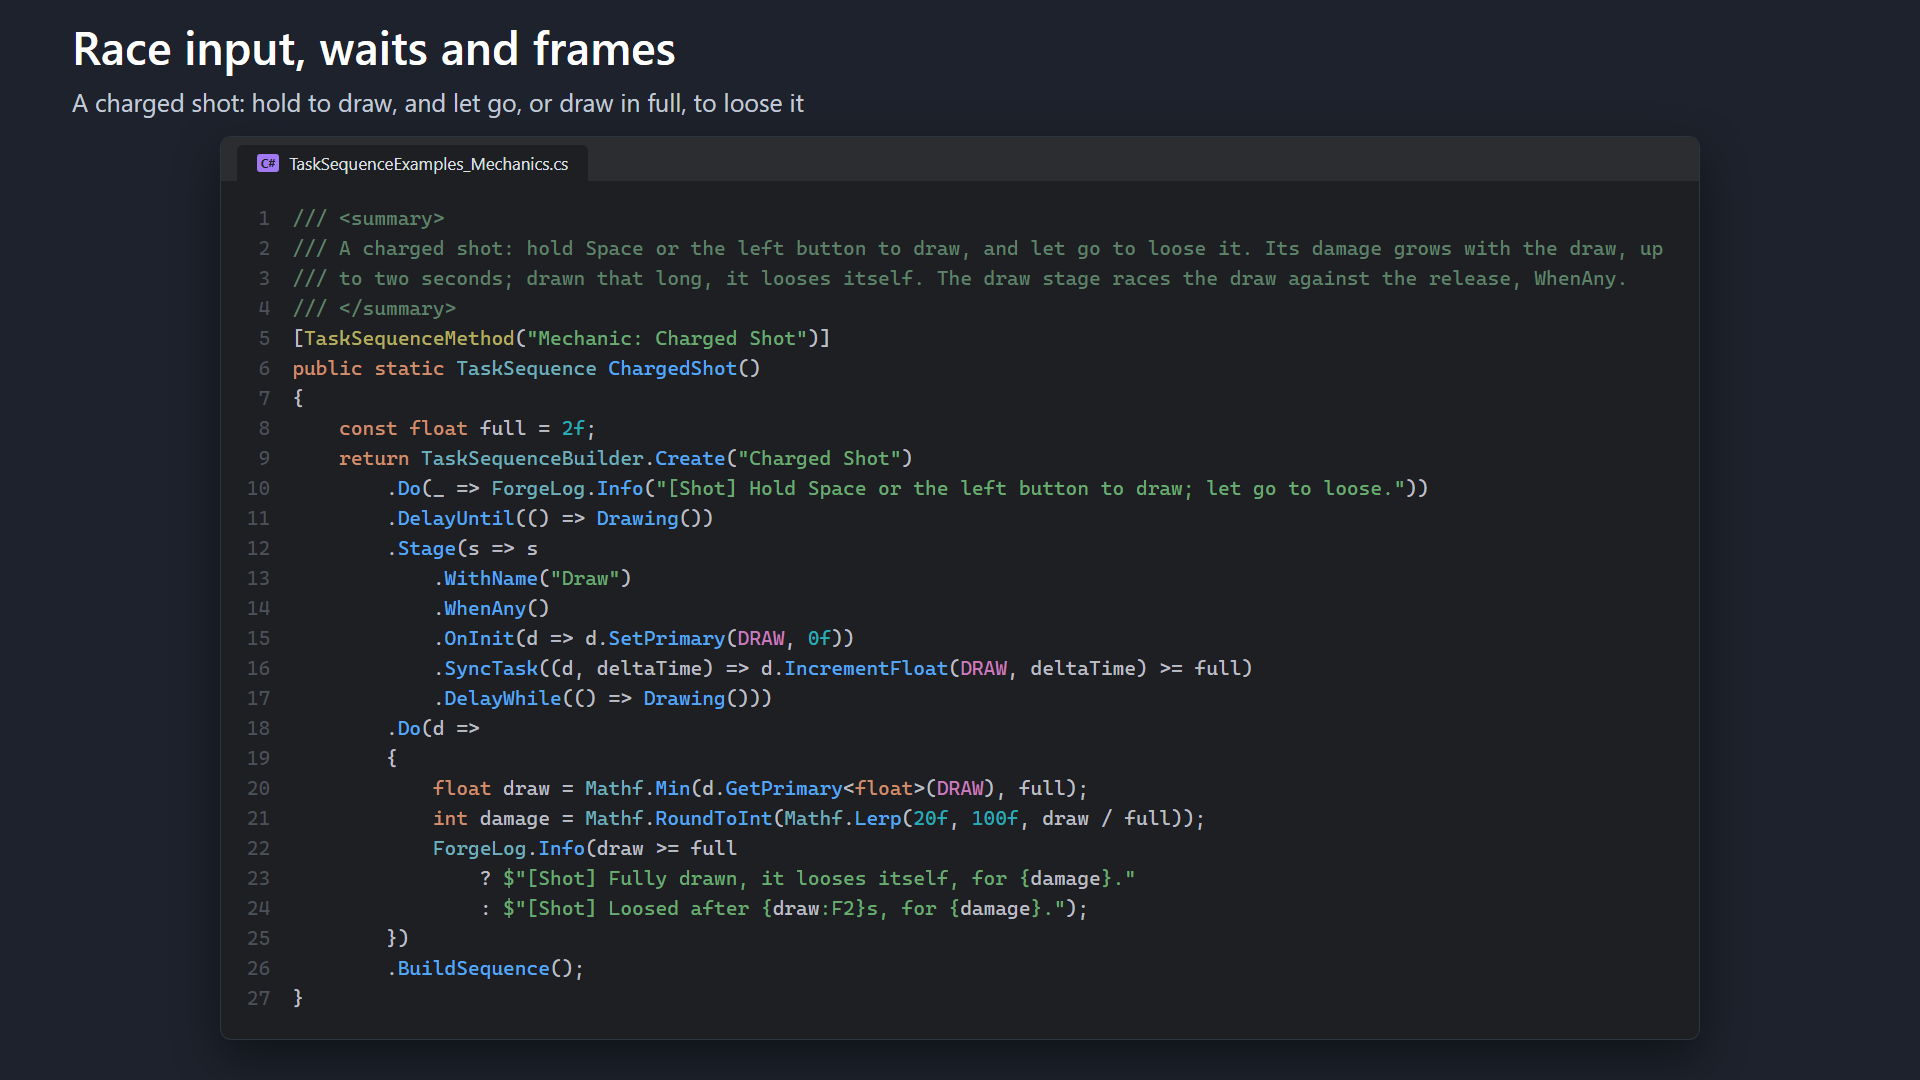 Race input, waits and frames
A charged shot: hold to draw, and let go, or draw in full, to loose it
C# TaskSequenceExamples_Mechanics.cs
1 /// <summary>
2 /// A charged shot: hold Space or the left button to draw, and let go to loose it. Its damage grows with the draw, up
3 /// to two seconds; drawn that long, it looses itself. The draw stage races the draw against the release, WhenAny.
4 /// </summary>
5 [TaskSequenceMethod("Mechanic: Charged Shot")]
6 public static TaskSequence ChargedShot()
7 {
8     const float full = 2f;
9     return TaskSequenceBuilder.Create("Charged Shot")
10         .Do(_ => ForgeLog.Info("[Shot] Hold Space or the left button to draw; let go to loose."))
11         .DelayUntil(() => Drawing())
12         .Stage(s => s
13             .WithName("Draw")
14             .WhenAny()
15             .OnInit(d => d.SetPrimary(DRAW, 0f))
16             .SyncTask((d, deltaTime) => d.IncrementFloat(DRAW, deltaTime) >= full)
17             .DelayWhile(() => Drawing()))
18         .Do(d =>
19         {
20             float draw = Mathf.Min(d.GetPrimary<float>(DRAW), full);
21             int damage = Mathf.RoundToInt(Mathf.Lerp(20f, 100f, draw / full));
22             ForgeLog.Info(draw >= full
23                 ? $"[Shot] Fully drawn, it looses itself, for {damage}."
24                 : $"[Shot] Loosed after {draw:F2}s, for {damage}.");
25         })
26         .BuildSequence();
27 }